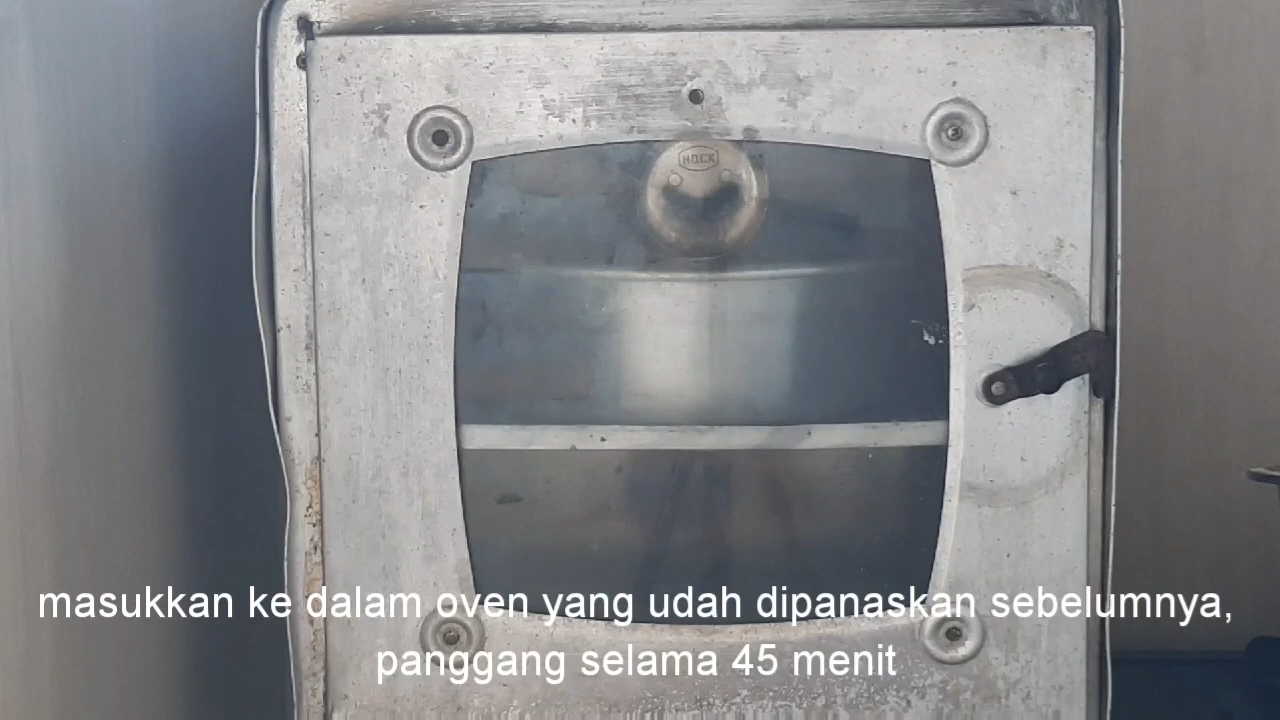 HOCK
masukkan ke dalam oven yang udah dipanaskan sebelumnya,
panggang selama 45 menit